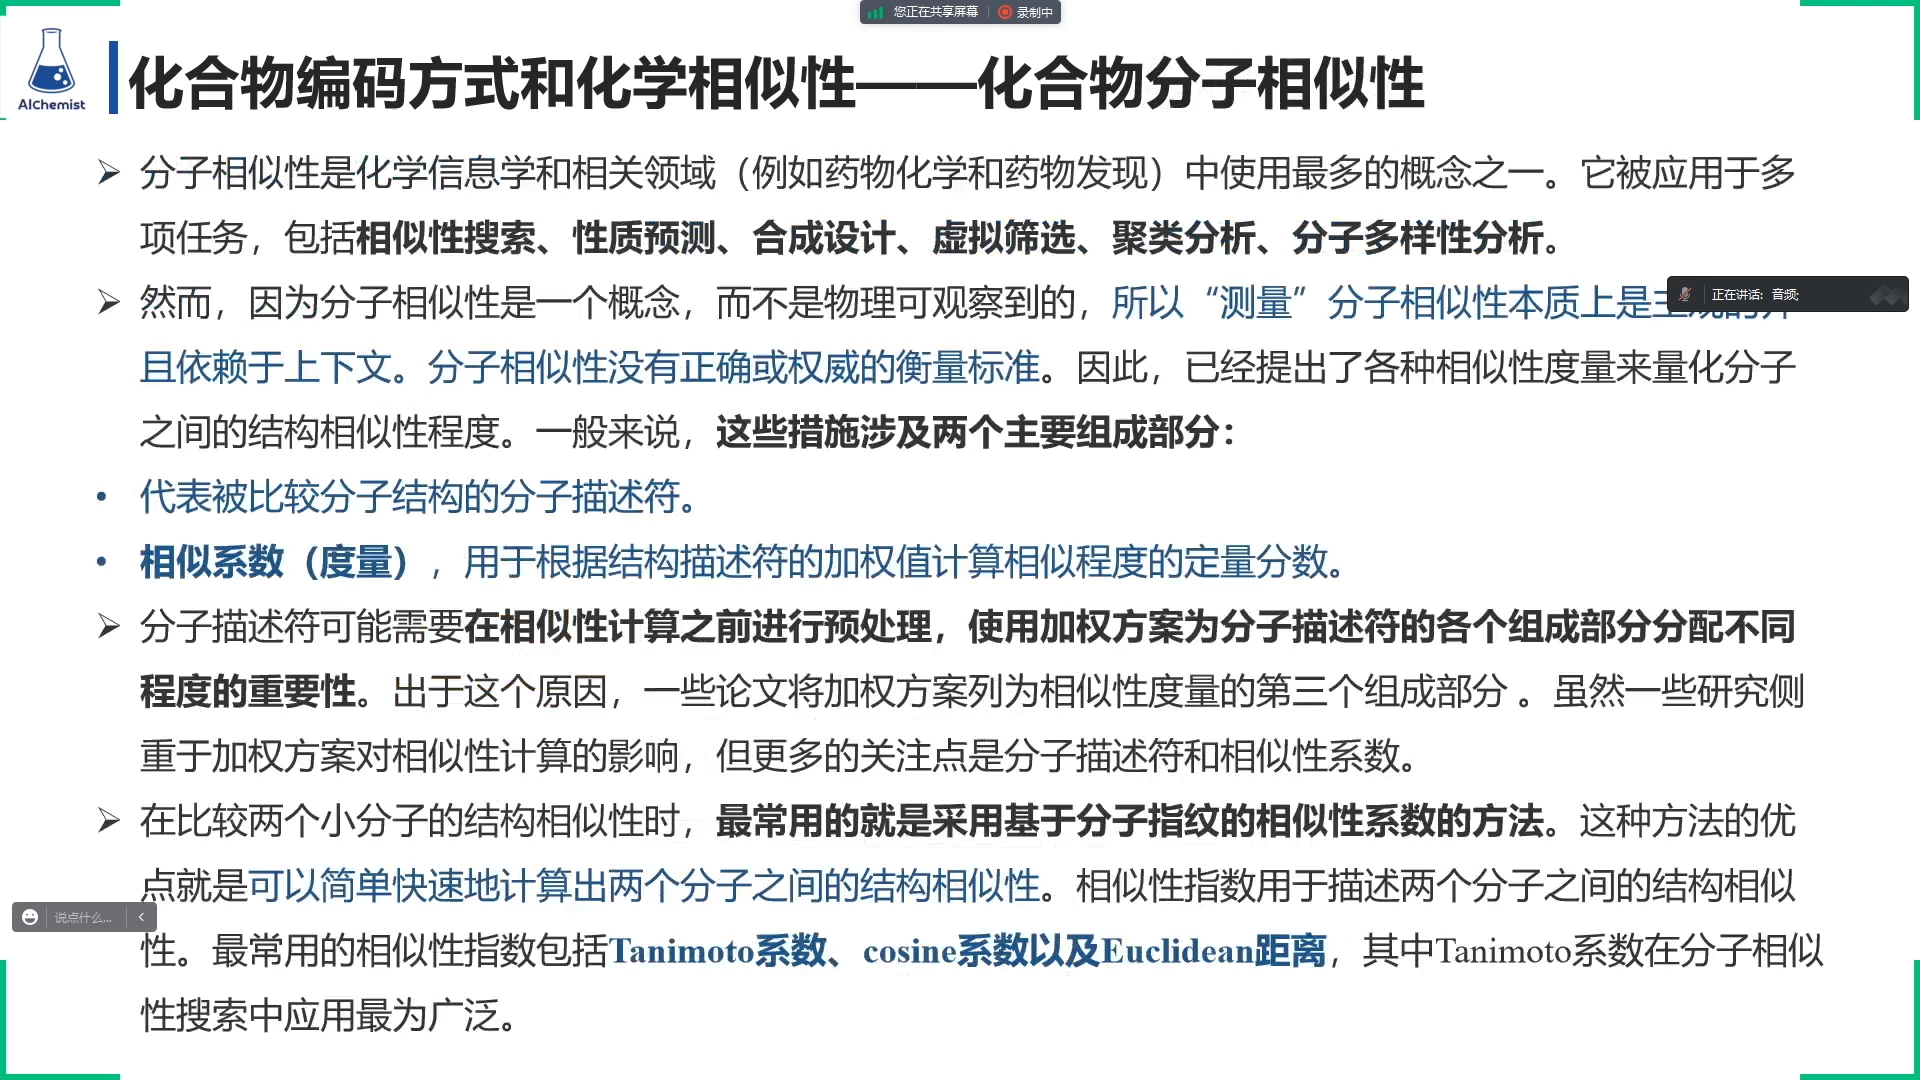 您正在共享屏幕 录制中
AIChemist
化合物编码方式和化学相似性——化合物分子相似性
分子相似性是化学信息学和相关领域（例如药物化学和药物发现）中使用最多的概念之一。它被应用于多
项任务，包括相似性搜索、性质预测、合成设计、虚拟筛选、聚类分析、分子多样性分析。
然而，因为分子相似性是一个概念，而不是物理可观察到的，所以“测量”分子相似性本质上是
正在讲话: 音频;
且依赖于上下文。分子相似性没有正确或权威的衡量标准。因此，已经提出了各种相似性度量来量化分子
之间的结构相似性程度。一般来说，这些措施涉及两个主要组成部分：
• 代表被比较分子结构的分子描述符。
• 相似系数（度量），用于根据结构描述符的加权值计算相似程度的定量分数。
分子描述符可能需要在相似性计算之前进行预处理，使用加权方案为分子描述符的各个组成部分分配不同
程度的重要性。出于这个原因，一些论文将加权方案列为相似性度量的第三个组成部分 。虽然一些研究侧
重于加权方案对相似性计算的影响，但更多的关注点是分子描述符和相似性系数。
在比较两个小分子的结构相似性时，最常用的就是采用基于分子指纹的相似性系数的方法。这种方法的优
点就是可以简单快速地计算出两个分子之间的结构相似性。相似性指数用于描述两个分子之间的结构相似
说点什么...
性。最常用的相似性指数包括Tanimoto系数、cosine系数以及Euclidean距离，其中Tanimoto系数在分子相似
性搜索中应用最为广泛。